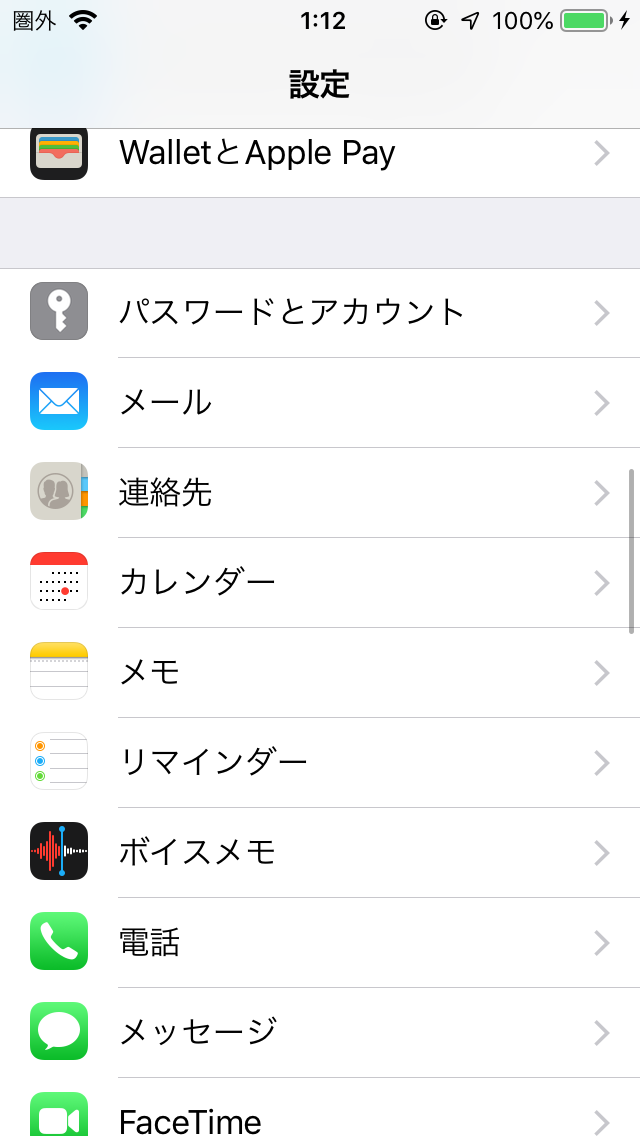 圏外 1:12 100%
設定
WalletとApple Pay
パスワードとアカウント
メール
連絡先
カレンダー
メモ
リマインダー
ボイスメモ
電話
メッセージ
FaceTime